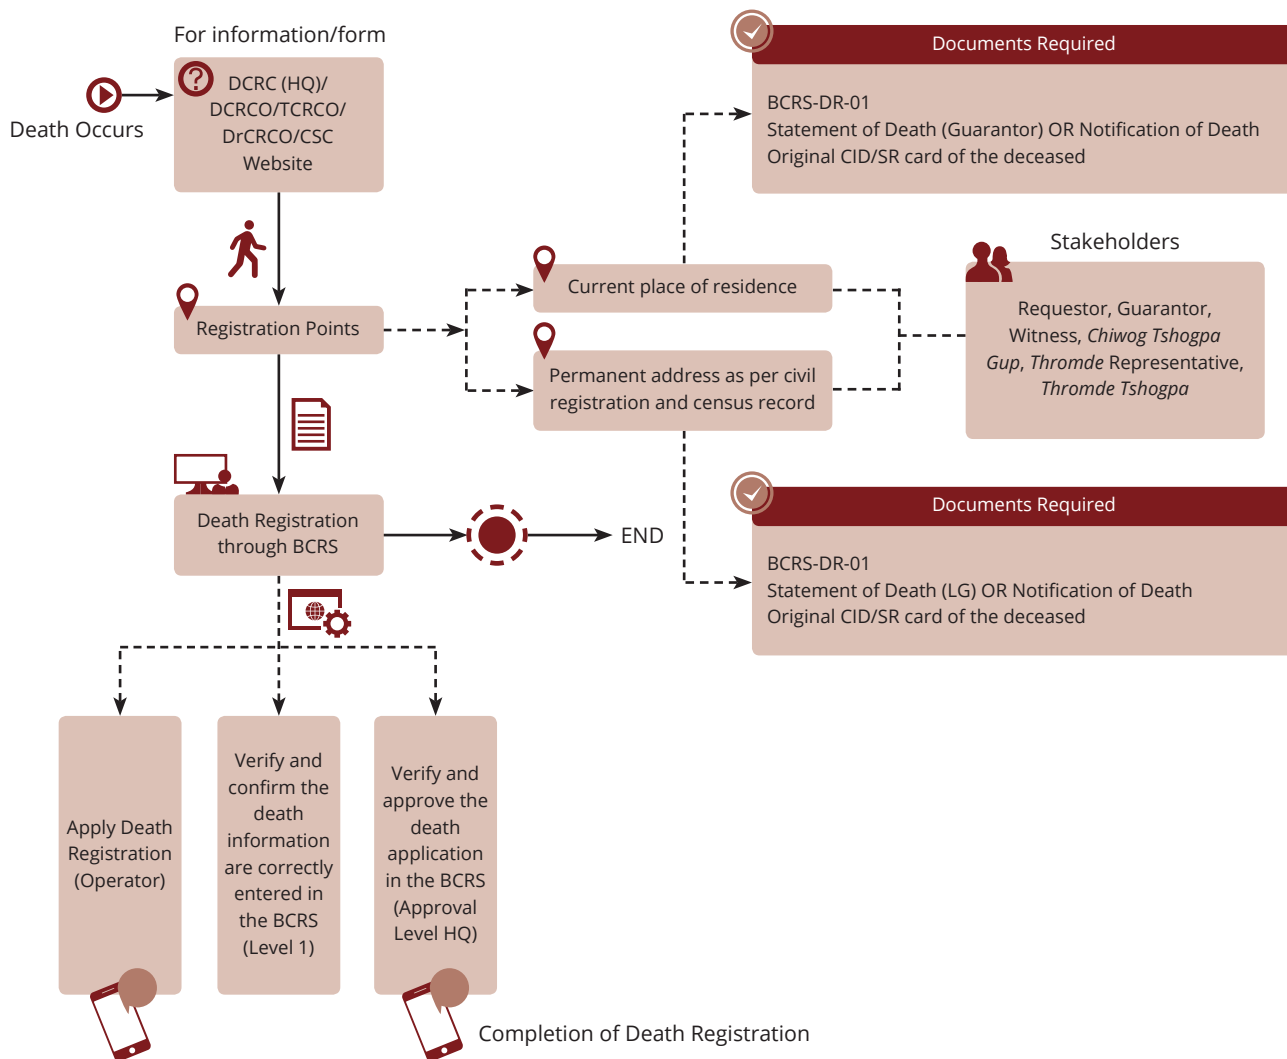 For information/form
Death Occurs
DCRC (HQ)/
DCRCO/TCRCO/
DrCRCO/CSC
Website
Registration Points
Current place of residence
Permanent address as per civil
registration and census record
Documents Required
BCRS-DR-01
Statement of Death (Guarantor) OR Notification of Death
Original CID/SR card of the deceased
Stakeholders
Requestor, Guarantor,
Witness, Chiwog Tshogpa
Gup, Thromde Representative,
Thromde Tshogpa
Documents Required
BCRS-DR-01
Statement of Death (LG) OR Notification of Death
Original CID/SR card of the deceased
Death Registration
through BCRS
END
Apply Death
Registration
(Operator)
Verify and
confirm the
death
information
are correctly
entered in
the BCRS
(Level 1)
Verify and
approve the
death
application
in the BCRS
(Approval
Level HQ)
Completion of Death Registration